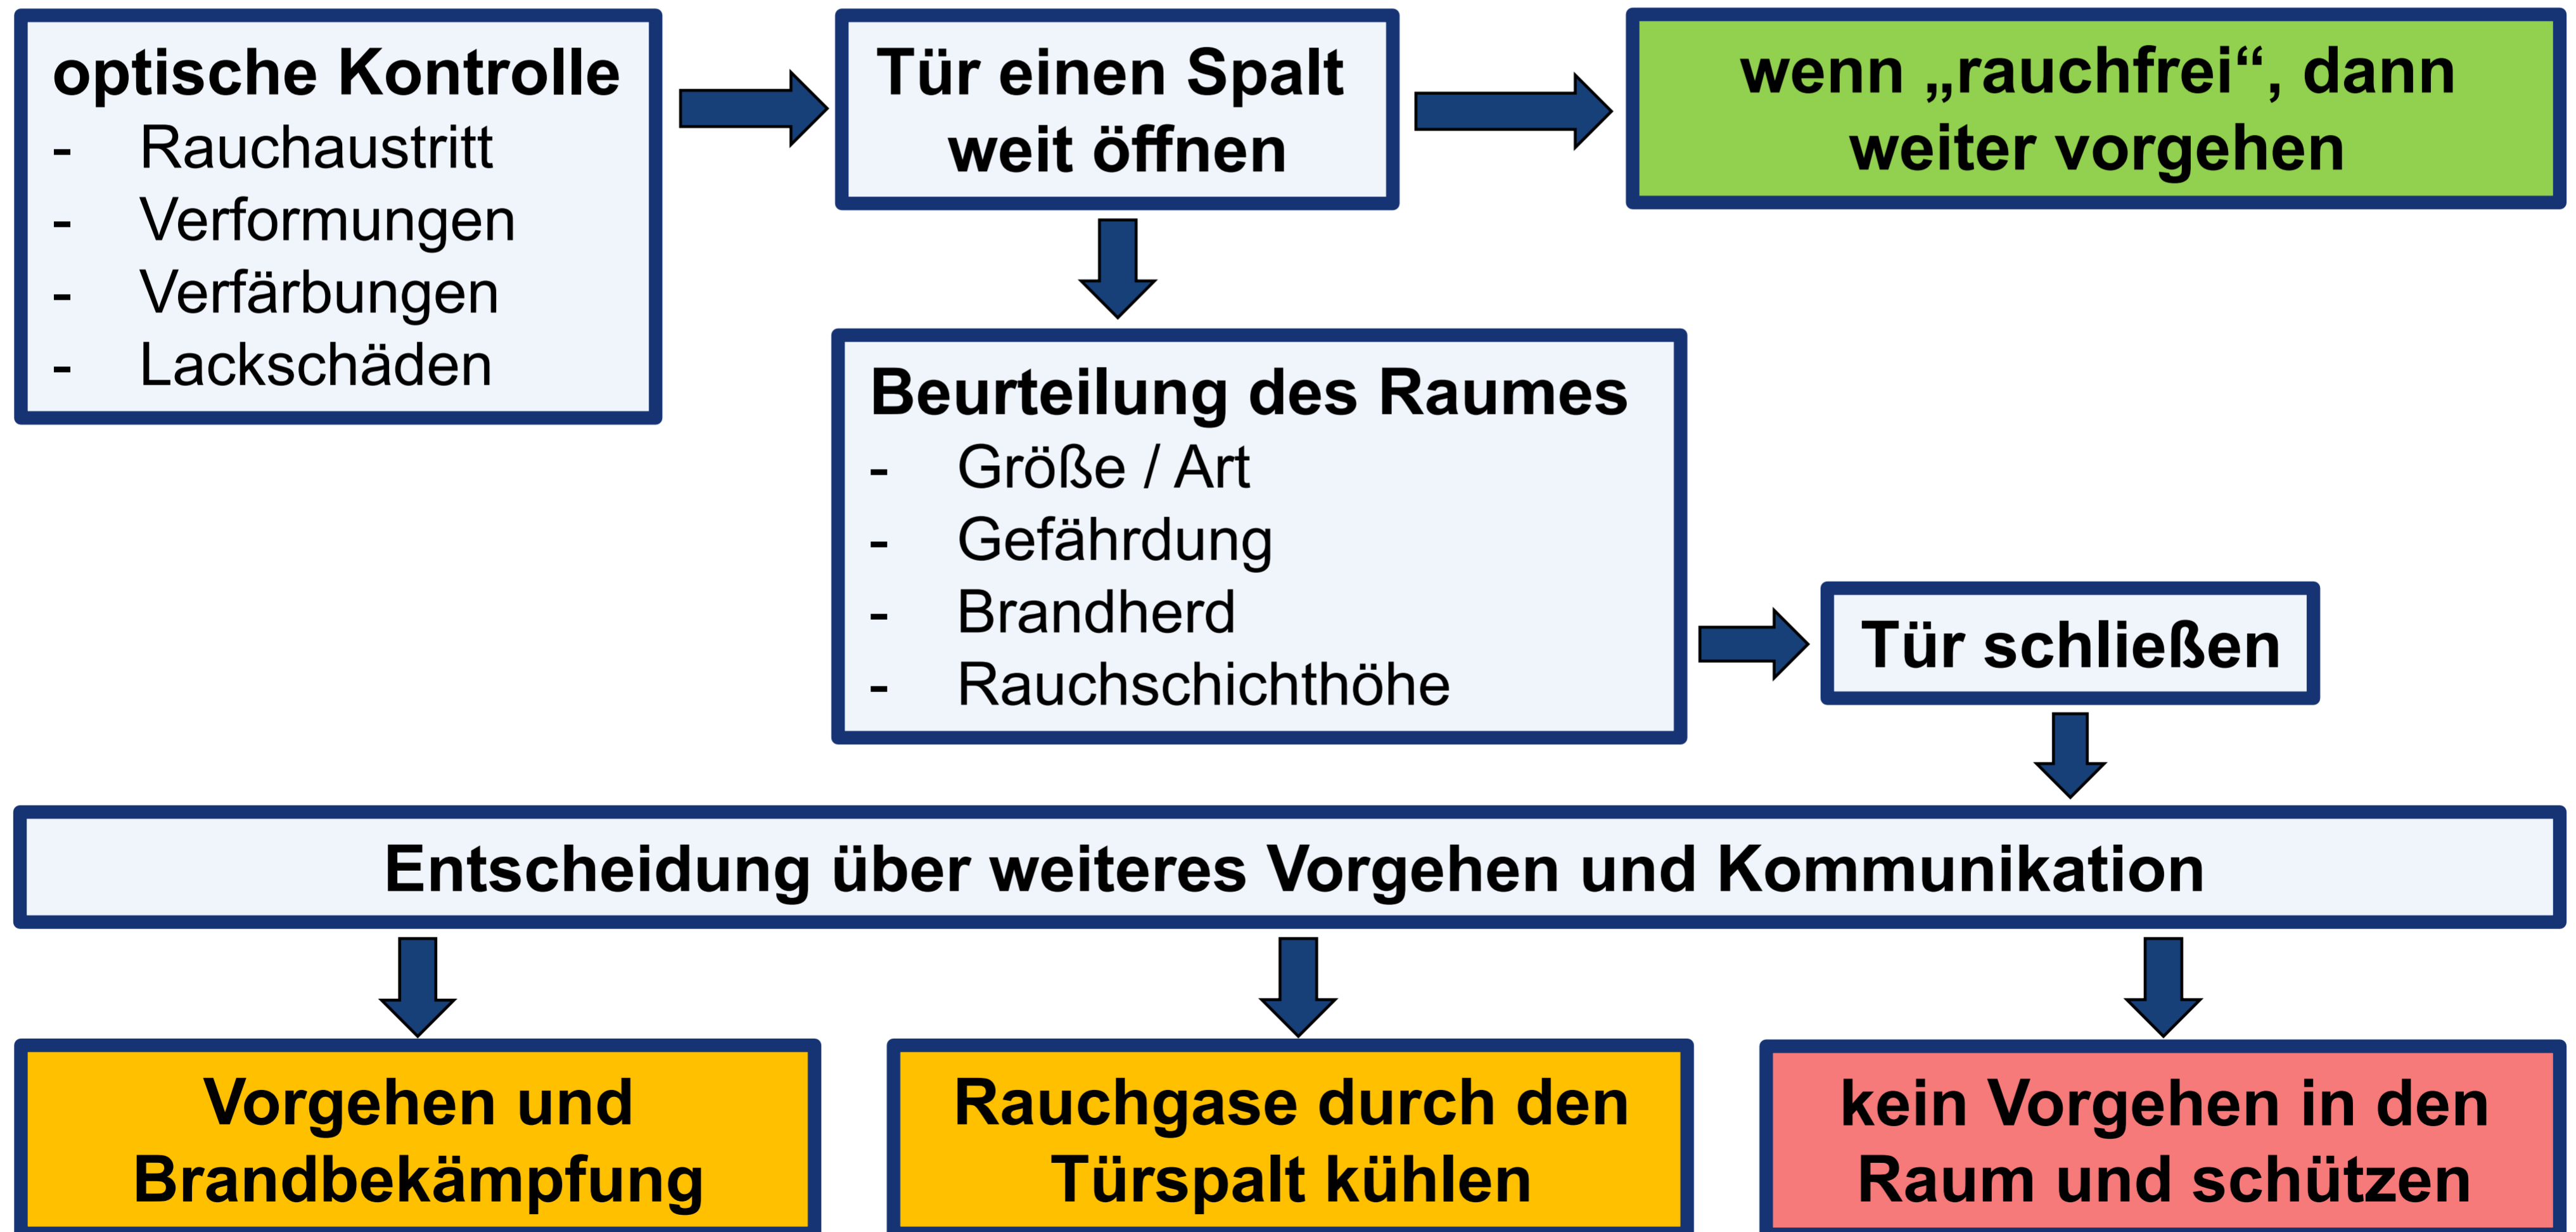 optische Kontrolle
- Rauchaustritt
- Verformungen
- Verfärbungen
- Lackschäden
Tür einen Spalt
weit öffnen
wenn „rauchfrei“, dann
weiter vorgehen
Beurteilung des Raumes
- Größe / Art
- Gefährdung
- Brandherd
- Rauchschichthöhe
Tür schließen
Entscheidung über weiteres Vorgehen und Kommunikation
Vorgehen und
Brandbekämpfung
Rauchgase durch den
Türspalt kühlen
kein Vorgehen in den
Raum und schützen